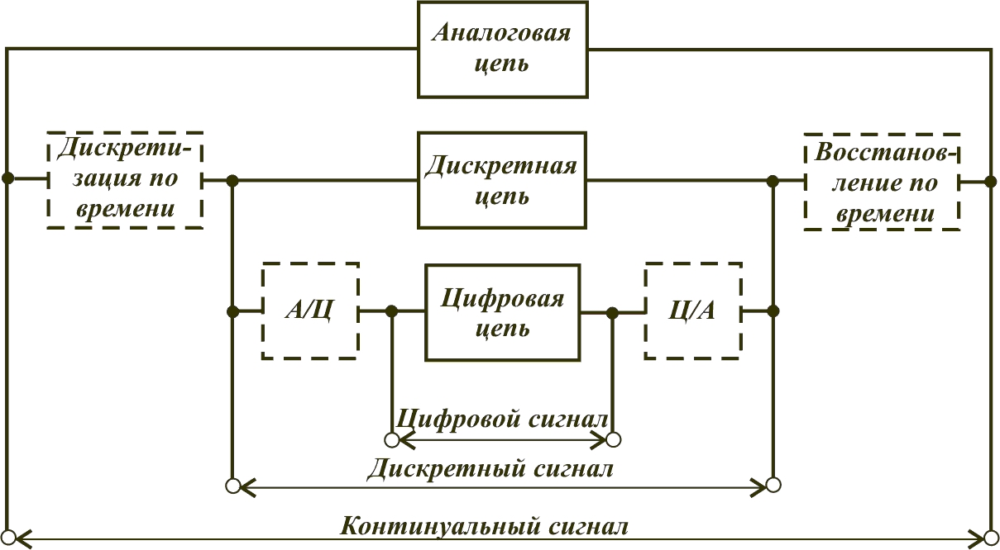 Аналоговая
цепь
Дискрети-
зация по
времени
Дискретная
цепь
Восстанов-
ление по
времени
А/Ц
Цифровая
цепь
Ц/А
Цифровой сигнал
Дискретный сигнал
Континуальный сигнал